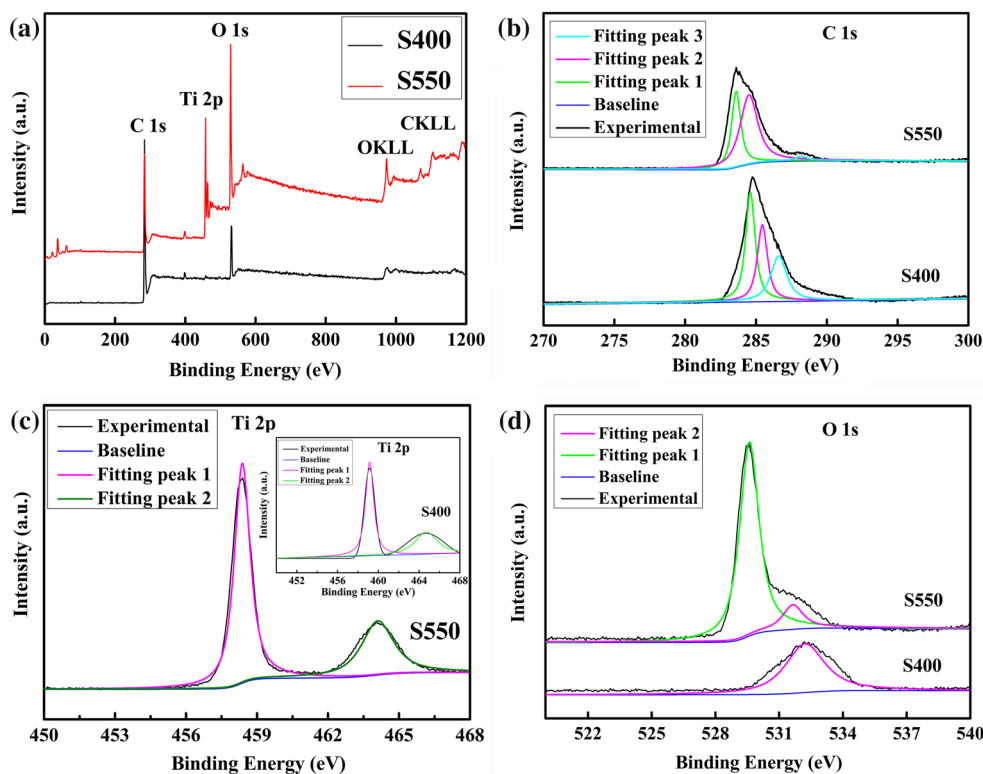 (a)
O 1s
S400
S550
Ti 2p
C 1s
CKLL
OKLL
Intensity (a.u.)
0 200 400 600 800 1000 1200
Binding Energy (eV)
(b)
C 1s
Fitting peak 3
Fitting peak 2
Fitting peak 1
Baseline
Experimental
S550
S400
Intensity (a.u.)
270 275 280 285 290 295 300
Binding Energy (eV)
(c)
Ti 2p
Experimental
Baseline
Fitting peak 1
Fitting peak 2
Experimental
Baseline
Fitting peak 1
Fitting peak 2
Ti 2p
S400
Intensity (a.u.)
452 456 460 464 468
Binding Energy (eV)
S550
Intensity (a.u.)
450 453 456 459 462 465 468
Binding Energy (eV)
(d)
O 1s
Fitting peak 2
Fitting peak 1
Baseline
Experimental
S550
S400
Intensity (a.u.)
522 525 528 531 534 537 540
Binding Energy (eV)